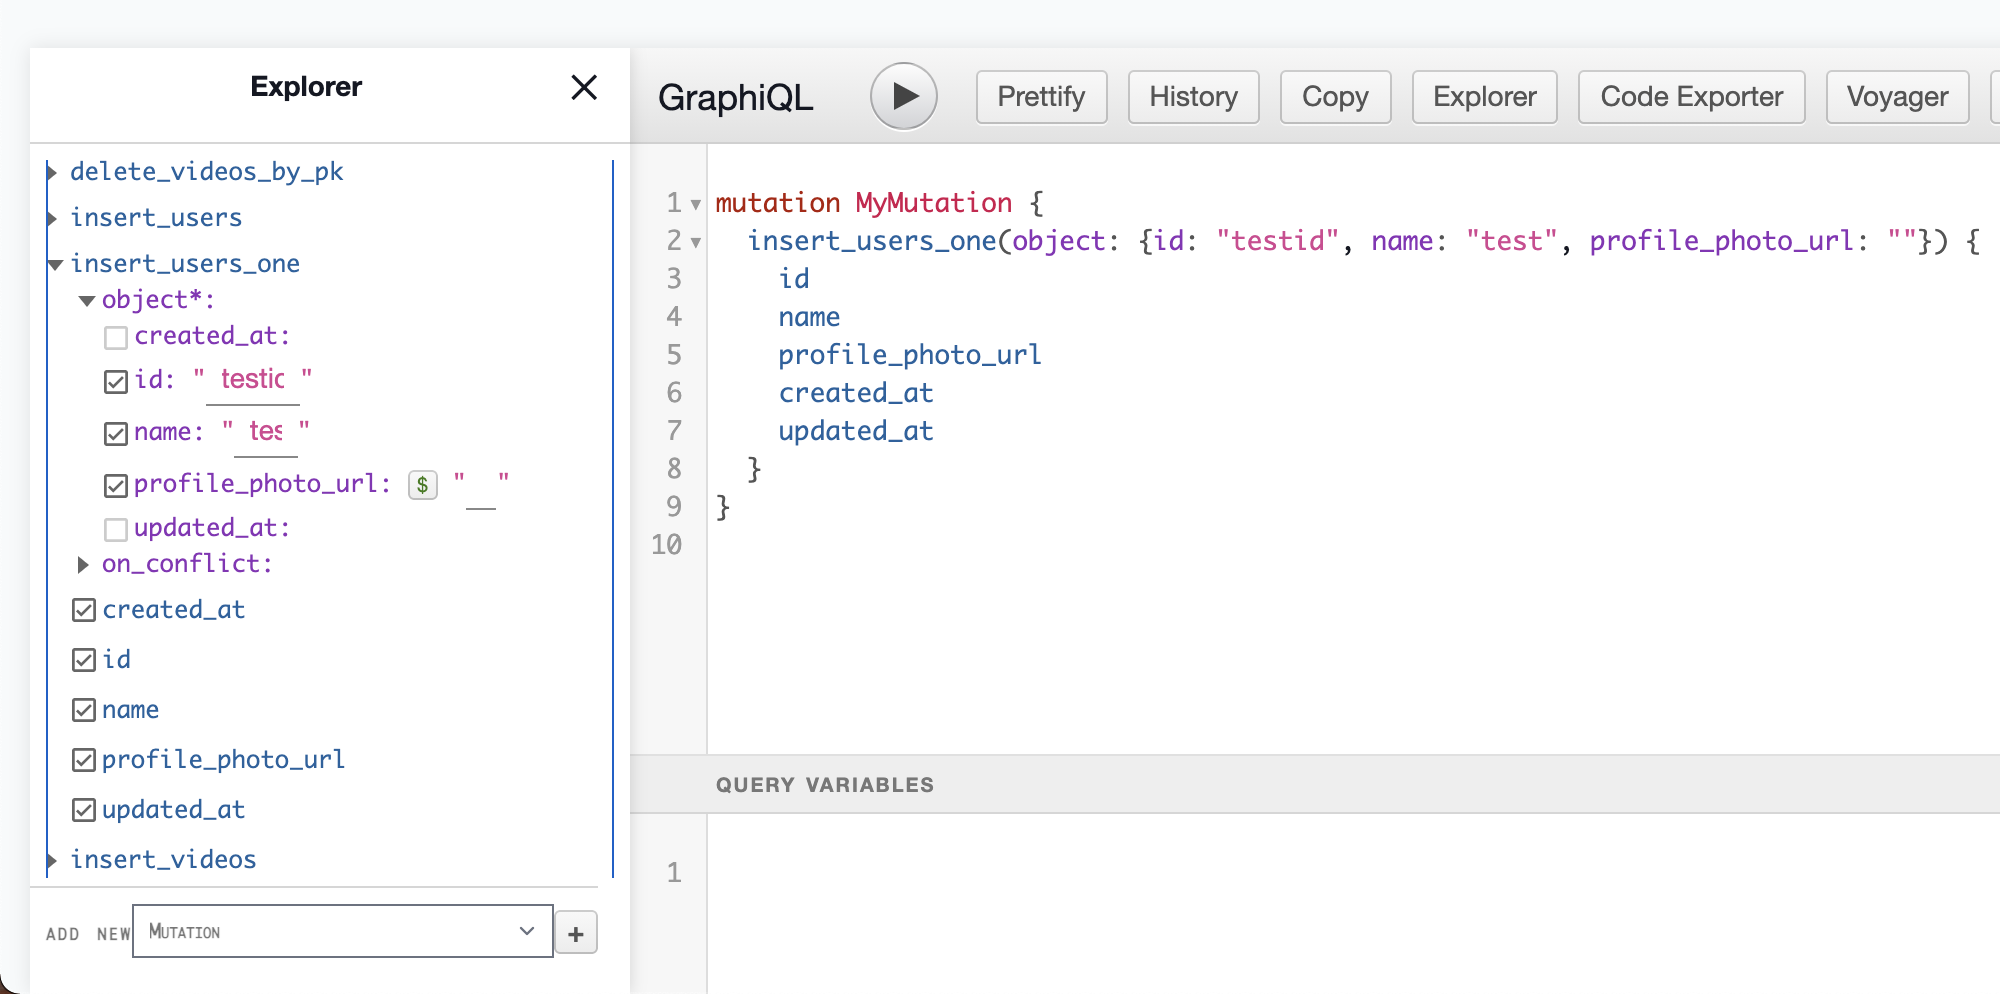 Explorer
delete_videos_by_pk
insert_users
insert_users_one
object*:
created_at:
id: " testid "
name: " tes "
profile_photo_url: $ " "
updated_at:
on_conflict:
created_at
id
name
profile_photo_url
updated_at
insert_videos
ADD NEW Mutation +
GraphiQL Prettify History Copy Explorer Code Exporter Voyager
1 mutation MyMutation {
2 insert_users_one(object: {id: "testid", name: "test", profile_photo_url: ""}) {
3 id
4 name
5 profile_photo_url
6 created_at
7 updated_at
8 }
9 }
10
QUERY VARIABLES
1